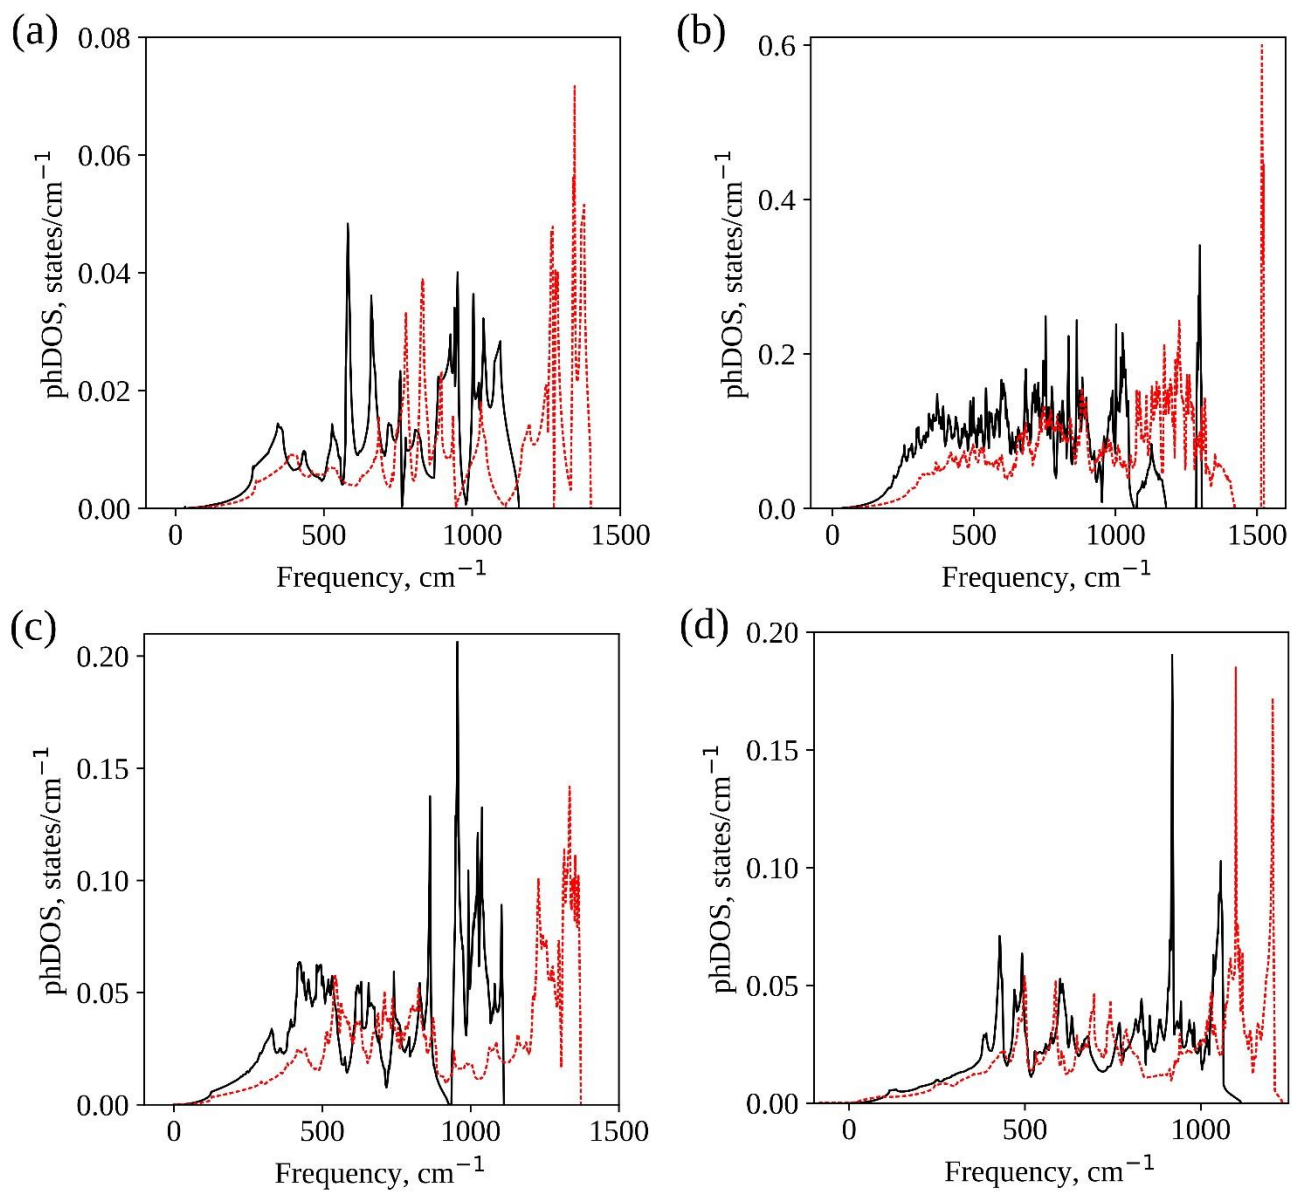 (a)
0.08
0.06
0.04
0.02
0.00
phDOS, states/cm⁻¹
0
500
1000
1500
Frequency, cm⁻¹
(b)
0.6
0.4
0.2
0.0
phDOS, states/cm⁻¹
0
500
1000
1500
Frequency, cm⁻¹
(c)
0.20
0.15
0.10
0.05
0.00
phDOS, states/cm⁻¹
0
500
1000
1500
Frequency, cm⁻¹
(d)
0.20
0.15
0.10
0.05
0.00
phDOS, states/cm⁻¹
0
500
1000
Frequency, cm⁻¹